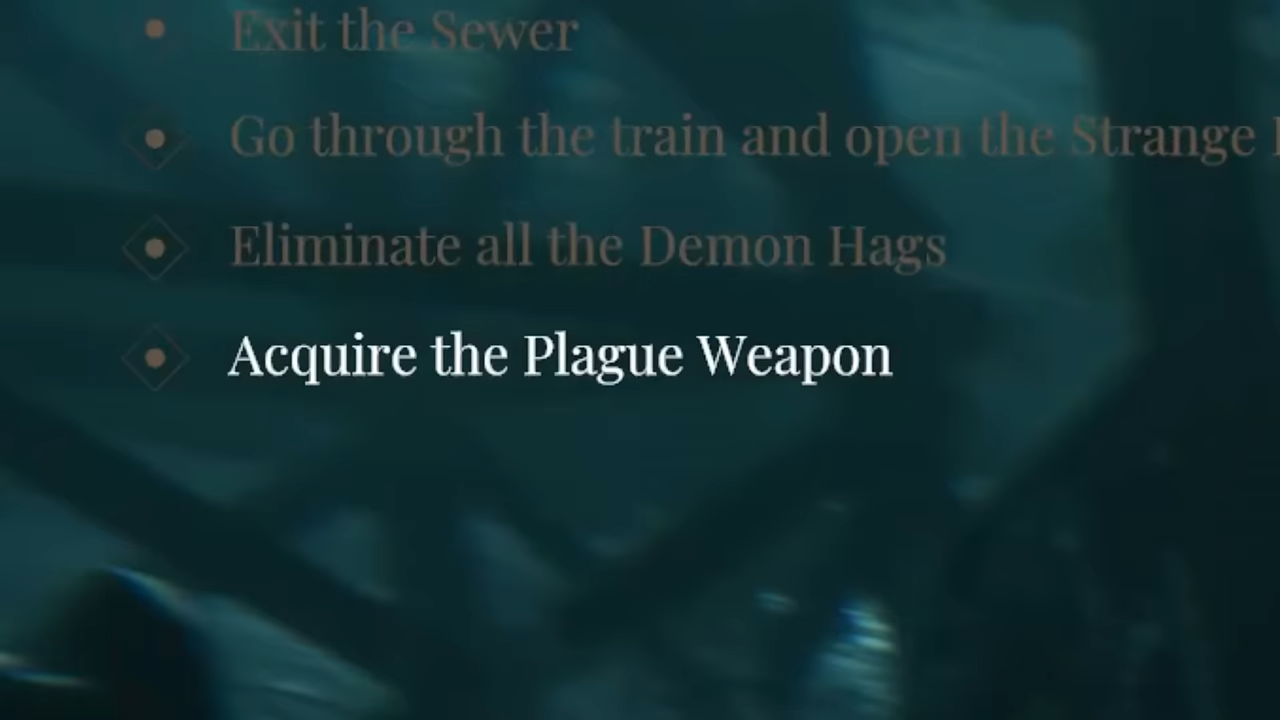 Exit the Sewer
Go through the train and open the Strange
Eliminate all the Demon Hags
Acquire the Plague Weapon